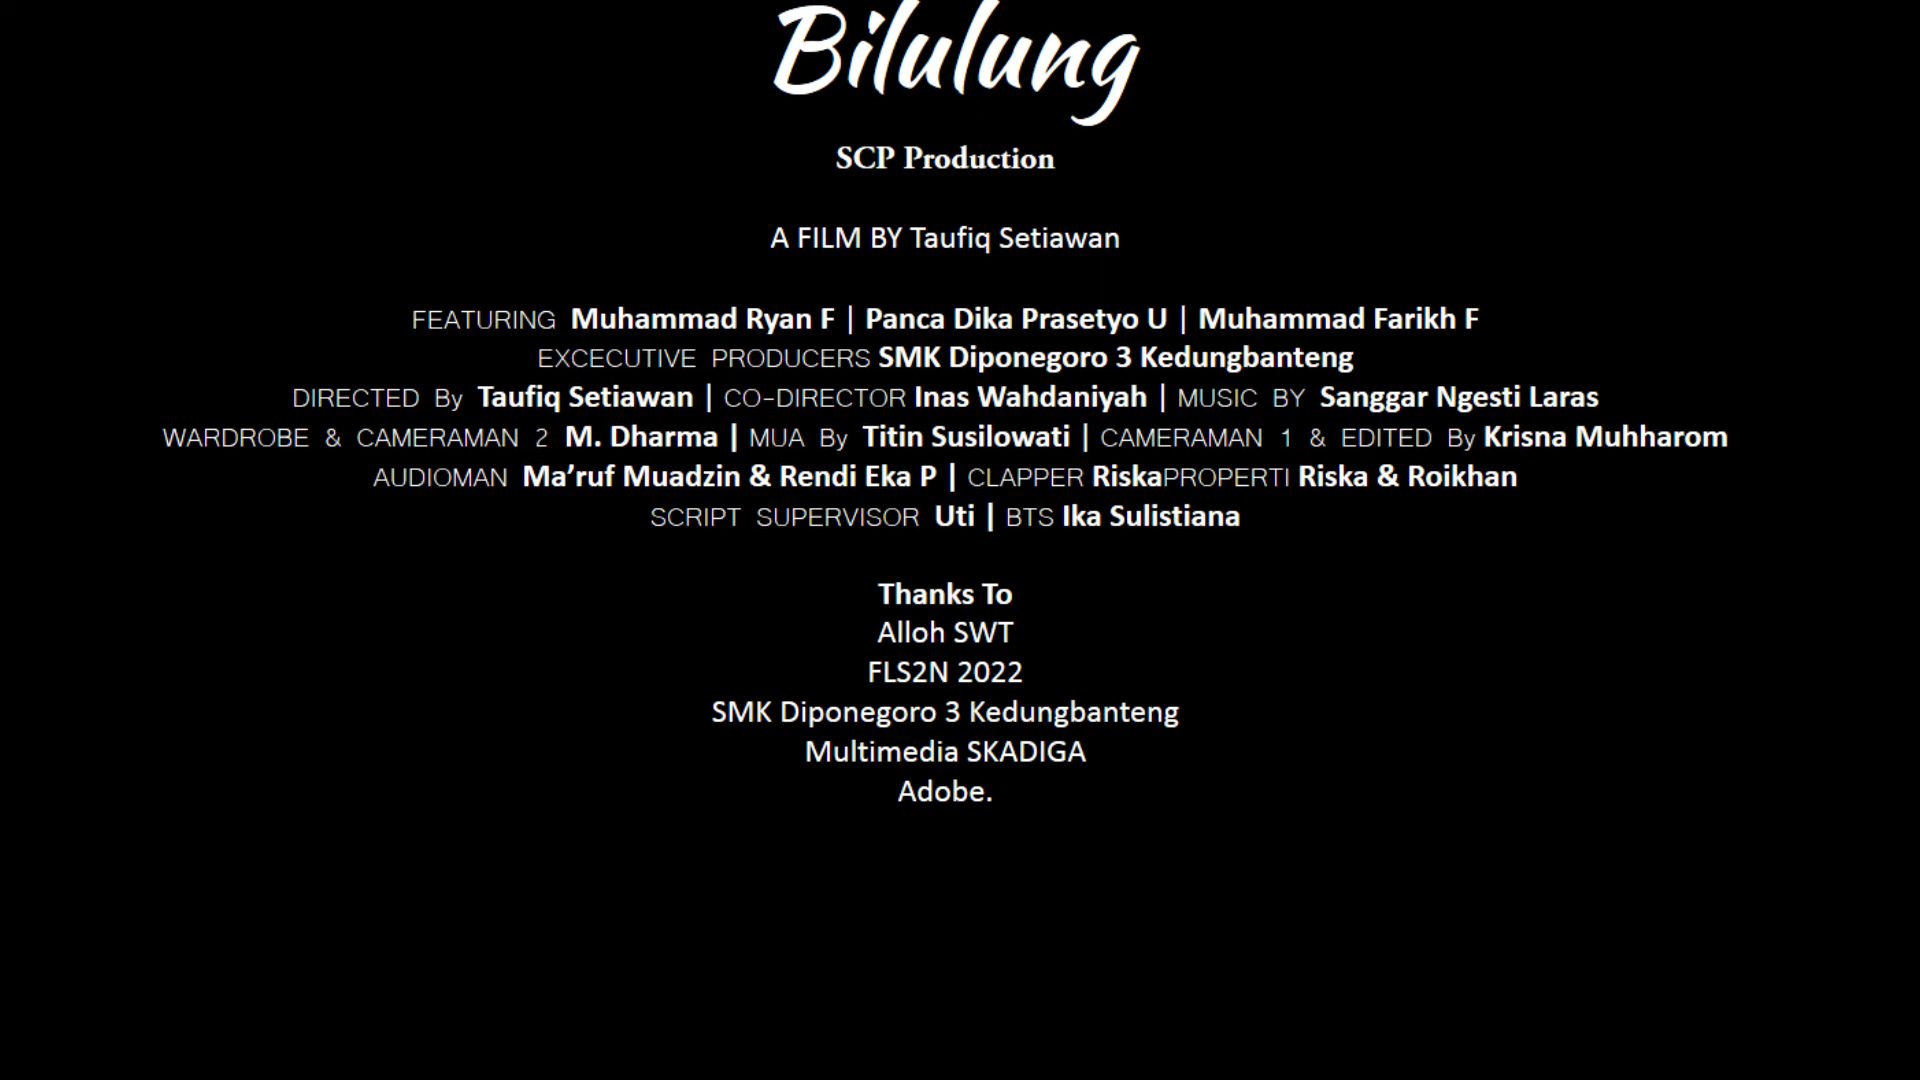 Bilulung
SCP Production
A FILM BY Taufiq Setiawan
FEATURING Muhammad Ryan F | Panca Dika Prasetyo U | Muhammad Farikh F
EXCECUTIVE PRODUCERS SMK Diponegoro 3 Kedungbanteng
DIRECTED By Taufiq Setiawan | CO-DIRECTOR Inas Wahdaniyah | MUSIC BY Sanggar Ngesti Laras
WARDROBE & CAMERAMAN 2 M. Dharma | MUA By Titin Susilowati | CAMERAMAN 1 & EDITED By Krisna Muhharom
AUDIOMAN Ma’ruf Muadzin & Rendi Eka P | CLAPPER RiskaPROPERTI Riska & Roikhan
SCRIPT SUPERVISOR Uti | BTS Ika Sulistiana
Thanks To
Alloh SWT
FLS2N 2022
SMK Diponegoro 3 Kedungbanteng
Multimedia SKADIGA
Adobe.